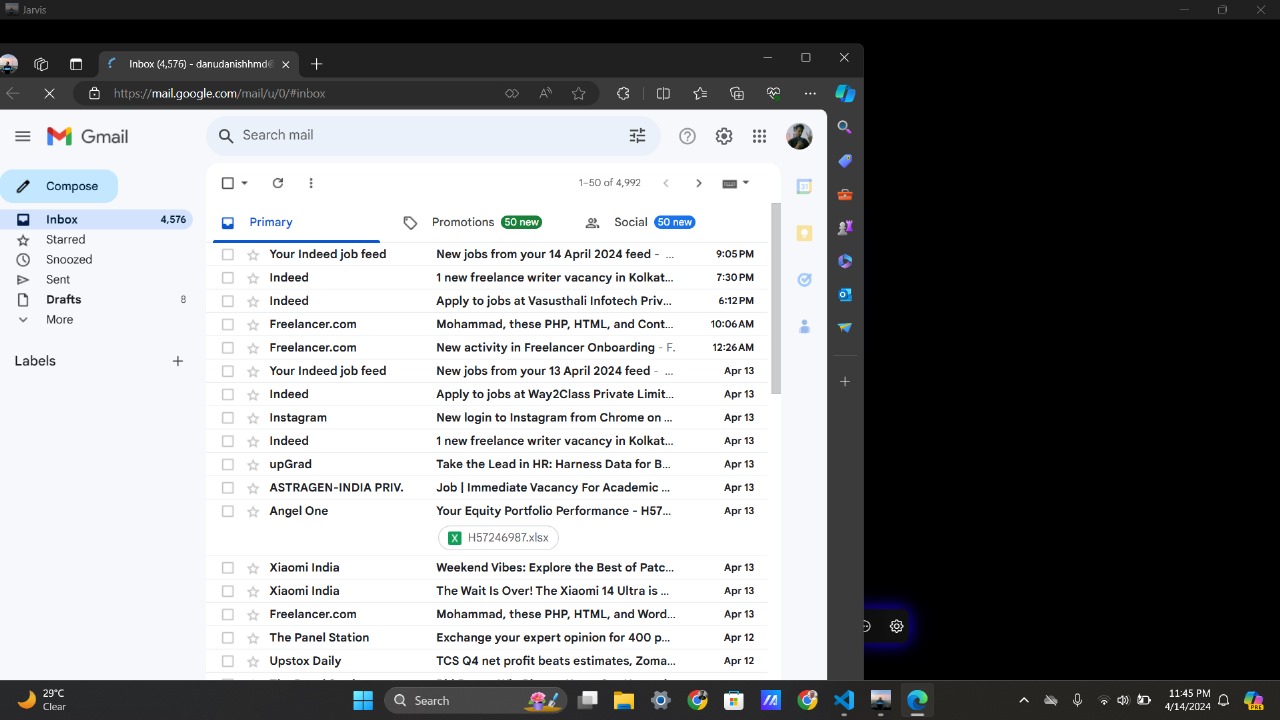 Jarvis
Inbox (4,576) - danudanishhmd@
https://mail.google.com/mail/u/0/#inbox
Gmail
Search mail
Compose
1–50 of 4,992
Inbox 4,576
Primary
Promotions 50 new
Social 50 new
Starred
Snoozed
Sent
Drafts 8
More
Labels
Your Indeed job feed New jobs from your 14 April 2024 feed - ... 9:05 PM
Indeed 1 new freelance writer vacancy in Kolkat... 7:30 PM
Indeed Apply to jobs at Vasusthali Infotech Priv... 6:12 PM
Freelancer.com Mohammad, these PHP, HTML, and Cont... 10:06 AM
Freelancer.com New activity in Freelancer Onboarding - F. 12:26 AM
Your Indeed job feed New jobs from your 13 April 2024 feed - ... Apr 13
Indeed Apply to jobs at Way2Class Private Limit... Apr 13
Instagram New login to Instagram from Chrome on ... Apr 13
Indeed 1 new freelance writer vacancy in Kolkat... Apr 13
upGrad Take the Lead in HR: Harness Data for B... Apr 13
ASTRAGEN-INDIA PRIV. Job | Immediate Vacancy For Academic ... Apr 13
Angel One Your Equity Portfolio Performance - H57... Apr 13
H57246987.xlsx
Xiaomi India Weekend Vibes: Explore the Best of Patc... Apr 13
Xiaomi India The Wait Is Over! The Xiaomi 14 Ultra is ... Apr 13
Freelancer.com Mohammad, these PHP, HTML, and Word... Apr 13
The Panel Station Exchange your expert opinion for 400 p... Apr 12
Upstox Daily TCS Q4 net profit beats estimates, Zoma... Apr 12
29°C
Clear
Search
11:45 PM
4/14/2024